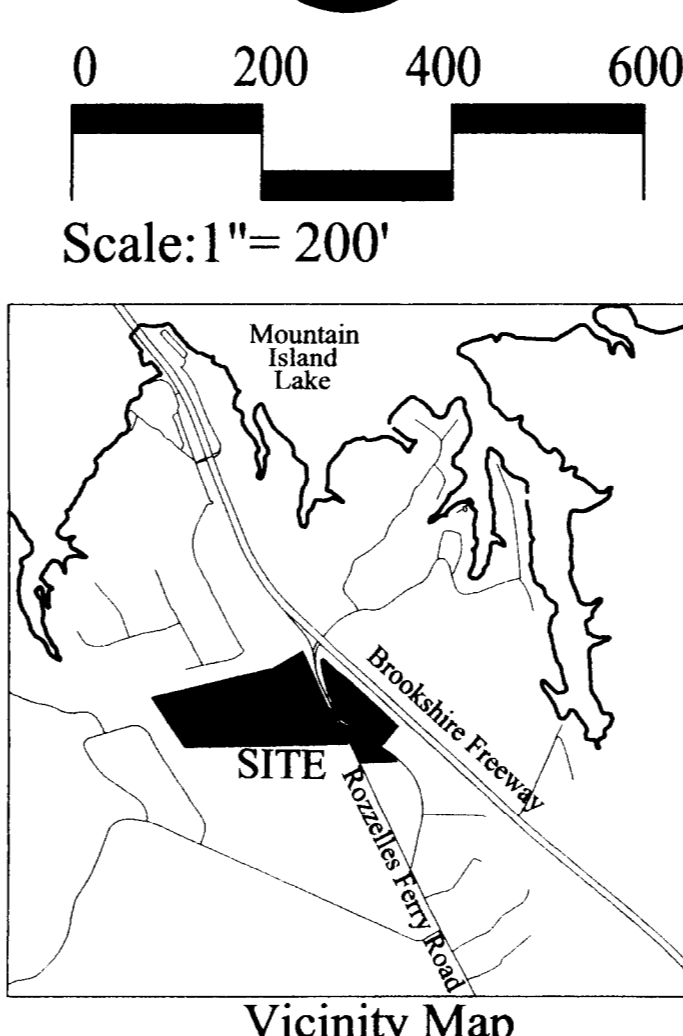 0 200 400 600
Scale:1"= 200'
Mountain
Island
Lake
Brookshire Freeway
SITE
Rozzelles Ferry Road
Vicinity Map